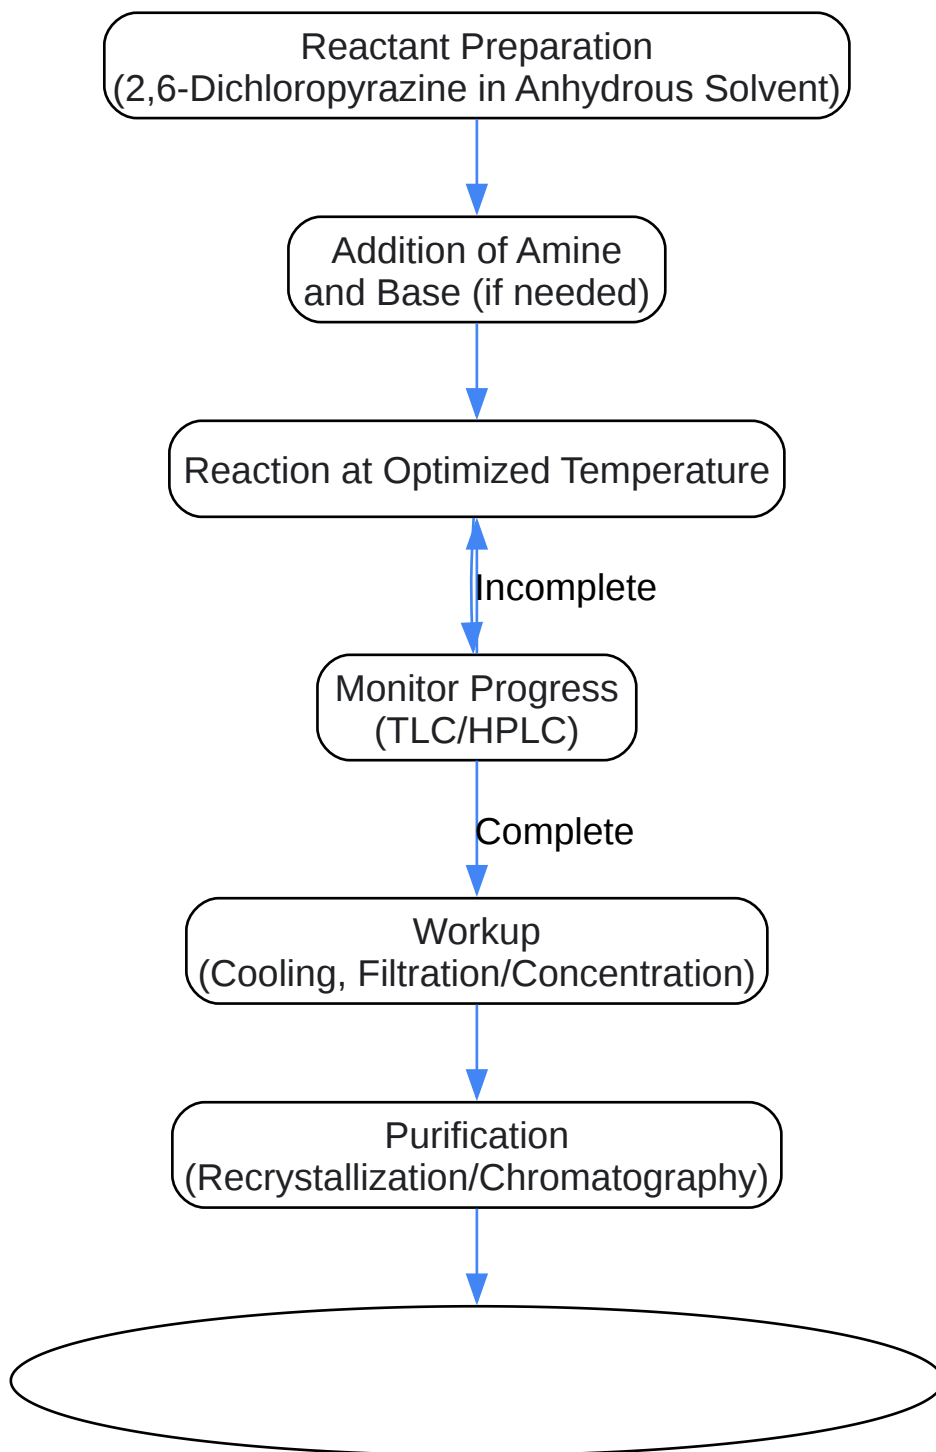 Reactant Preparation
(2,6-Dichloropyrazine in Anhydrous Solvent)
Addition of Amine
and Base (if needed)
Reaction at Optimized Temperature
Incomplete
Monitor Progress
(TLC/HPLC)
Complete
Workup
(Cooling, Filtration/Concentration)
Purification
(Recrystallization/Chromatography)